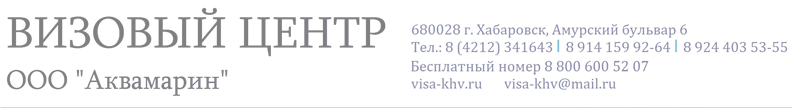 ВИЗОВЫЙ ЦЕНТР
ООО "Аквамарин"
680028 г. Хабаровск, Амурский бульвар 6
Тел.: 8 (4212) 341643 | 8 914 159 92-64 | 8 924 403 53-55
Бесплатный номер 8 800 600 52 07
visa-khv.ru visa-khv@mail.ru